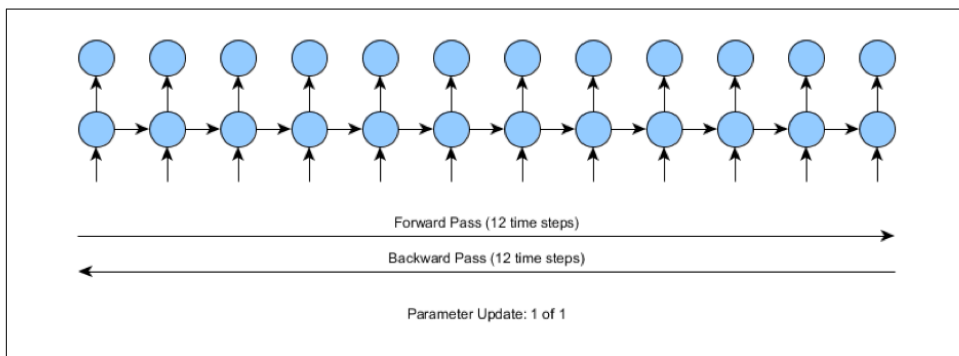 Forward Pass (12 time steps)
Backward Pass (12 time steps)
Parameter Update: 1 of 1